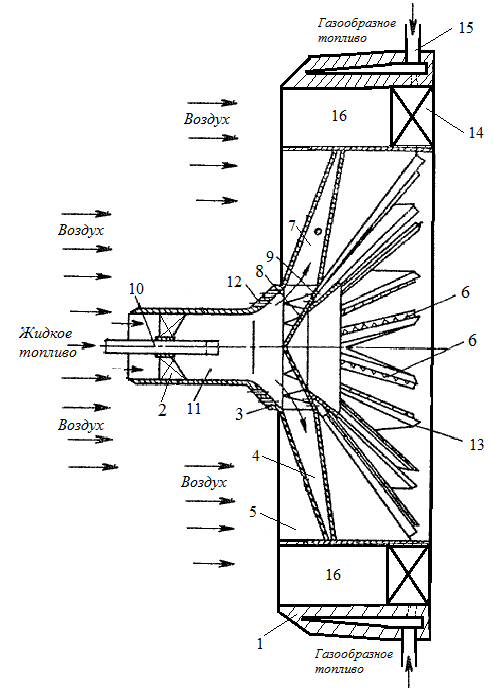 Газообразное
топливо
15
Воздух
16
14
Воздух
7
9
8
12
10
6
Жидкое
топливо
6
2
11
3
13
Воздух
4
Воздух
5
16
1
Газообразное
топливо